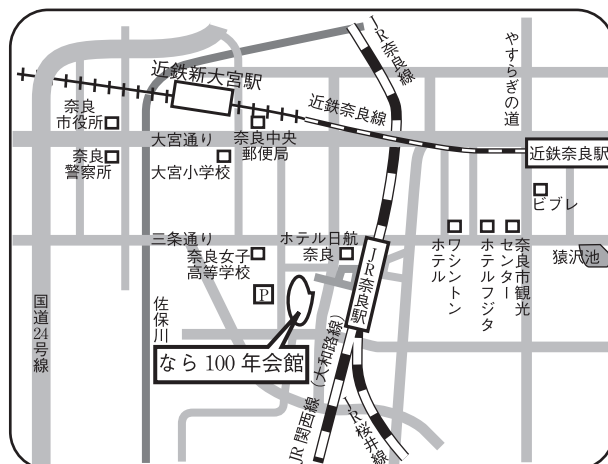 JR奈良線
やすらぎの道
近鉄新大宮駅
近鉄奈良線
奈良
市役所
大宮通り
奈良中央
郵便局
近鉄奈良駅
奈良
警察所
大宮小学校
ビブレ
三条通り
ホテル日航
奈良
奈良女子
高等学校
ワシントン
ホテル
ホテルフジタ
奈良市観光
センター
猿沢池
JR奈良駅
P
国道24号線
佐保川
なら100年会館
JR関西線(大和路線)
JR桜井線